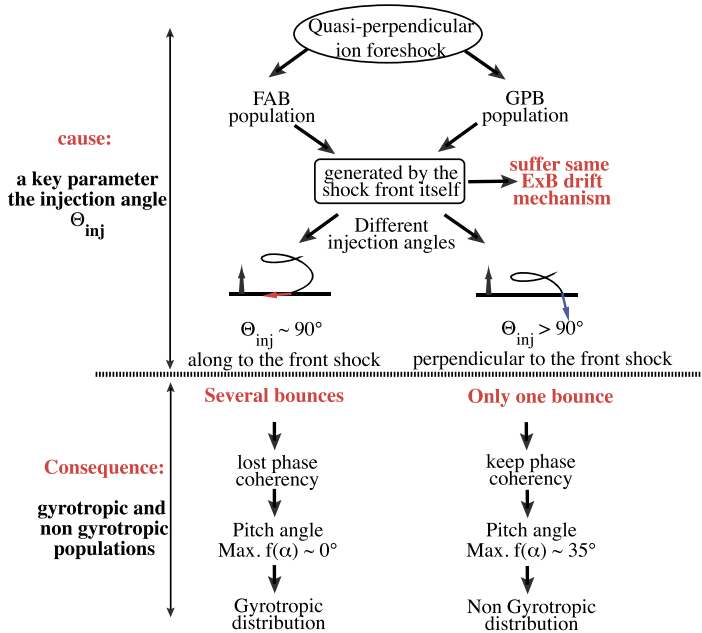 Quasi-perpendicular
ion foreshock
FAB
population
GPB
population
cause:
a key parameter
the injection angle
Θinj
generated by the
shock front itself
suffer same
ExB drift
mechanism
Different
injection angles
Θinj ~ 90°
along to the front shock
Θinj > 90°
perpendicular to the front shock
Several bounces
Only one bounce
Consequence:
gyrotropic and
non gyrotropic
populations
lost phase
coherency
keep phase
coherency
Pitch angle
Max. f(α) ~ 0°
Pitch angle
Max. f(α) ~ 35°
Gyrotropic
distribution
Non Gyrotropic
distribution